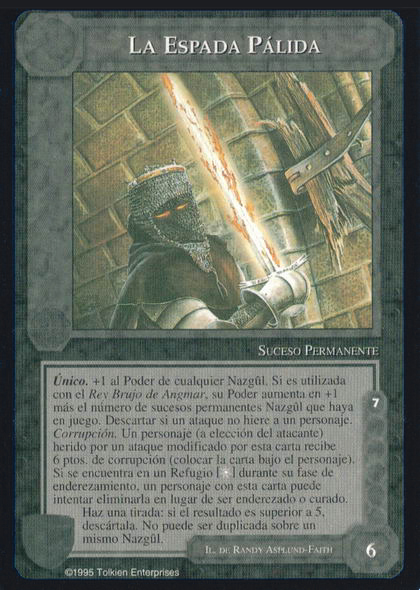 LA ESPADA PÁLIDA
SUCESO PERMANENTE
Único. +1 al Poder de cualquier Nazgûl. Si es utilizada
con el Rey Brujo de Angmar, su Poder aumenta en +1
más el número de sucesos permanentes Nazgûl que haya
en juego. Descartar si un ataque no hiere a un personaje.
7
Corrupción. Un personaje (a elección del atacante)
herido por un ataque modificado por esta carta recibe
6 ptos. de corrupción (colocar la carta bajo el personaje).
Si se encuentra en un Refugio [ ] durante su fase de
enderezamiento, un personaje con esta carta puede
intentar eliminarla en lugar de ser enderezado o curado.
Haz una tirada: si el resultado es superior a 5,
descártala. No puede ser duplicada sobre un
mismo Nazgûl.
IL. DE RANDY ASPLUND-FAITH
6
©1995 Tolkien Enterprises